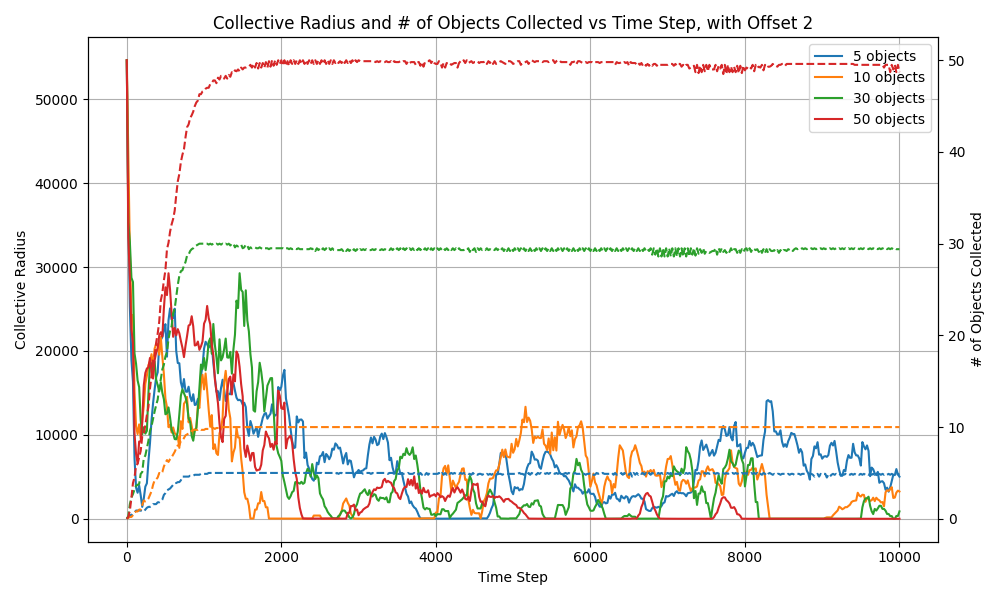 Collective Radius and # of Objects Collected vs Time Step, with Offset 2
5 objects
10 objects
30 objects
50 objects
Collective Radius
50000
40000
30000
20000
10000
0
50
40
30
20
10
0
# of Objects Collected
0
2000
4000
6000
8000
10000
Time Step